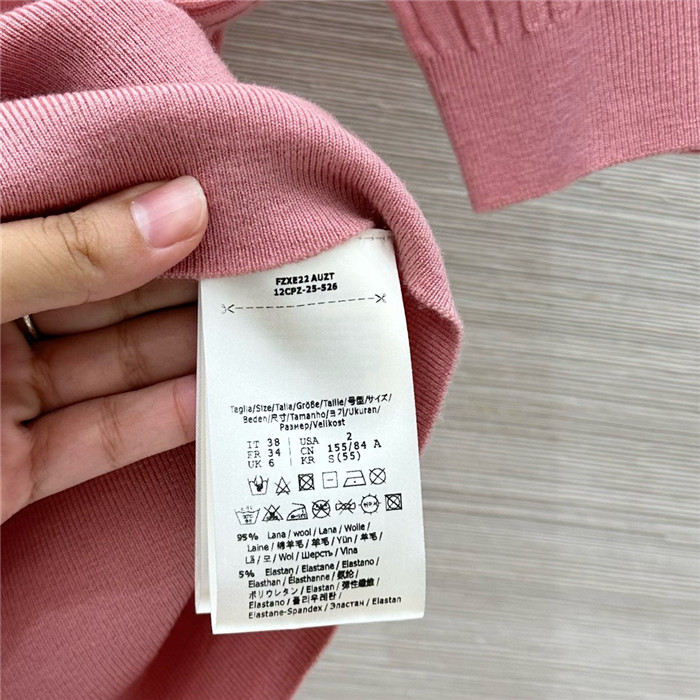 FZXE22 AUZT
12CPZ-25-526
Taglia/Size/Talla/Größe/Taille/号型/サイズ/
Beden/尺寸/Tamanho/크기/Ukuran/
Размер/Velikost
IT 38 USA 2
FR 34 CN 155/84 A
UK 6 KR S(55)
95% Lana / wool / Lana / Wolle /
Laine / 绵羊毛 / 羊毛 / Yün / 羊毛 /
Lã / 모 / Wol / Шерсть / Vlna
5% Elastan / Elastane / Elastano /
Elasthan / Élasthanne / 氨纶 /
ポリウレタン / Elastan / 弹性纖維 /
Elastano / 폴리우레탄 /
Elastane-Spandex / Эластан / Elastan